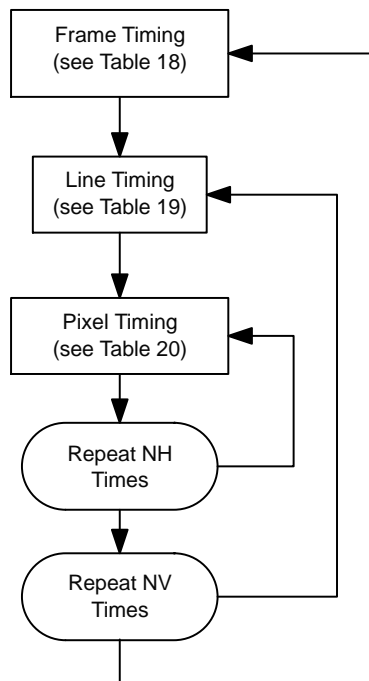 Frame Timing
(see Table 18)
Line Timing
(see Table 19)
Pixel Timing
(see Table 20)
Repeat NH
Times
Repeat NV
Times